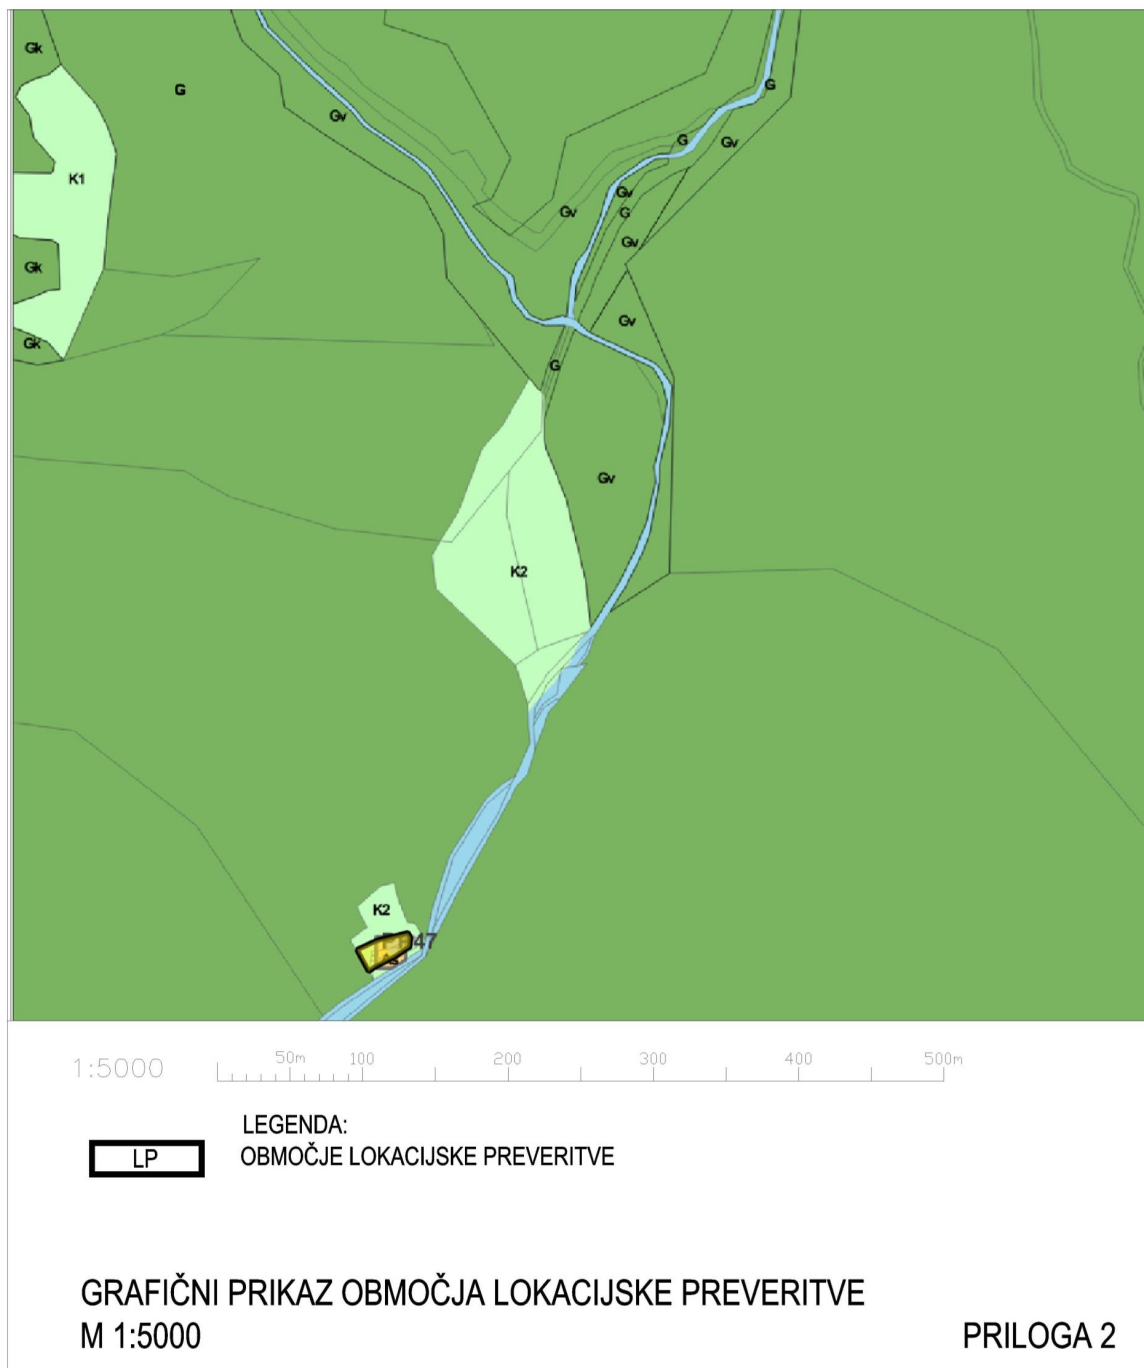 Gk
G
G
Gv
G
Gv
K1
Gv
Gv
G
Gv
Gk
Gv
Gk
G
Gv
K2
K2
47
1:5000
50m 100 200 300 400 500m
LEGENDA:
LP OBMOČJE LOKACIJSKE PREVERITVE
GRAFIČNI PRIKAZ OBMOČJA LOKACIJSKE PREVERITVE
M 1:5000 PRILOGA 2